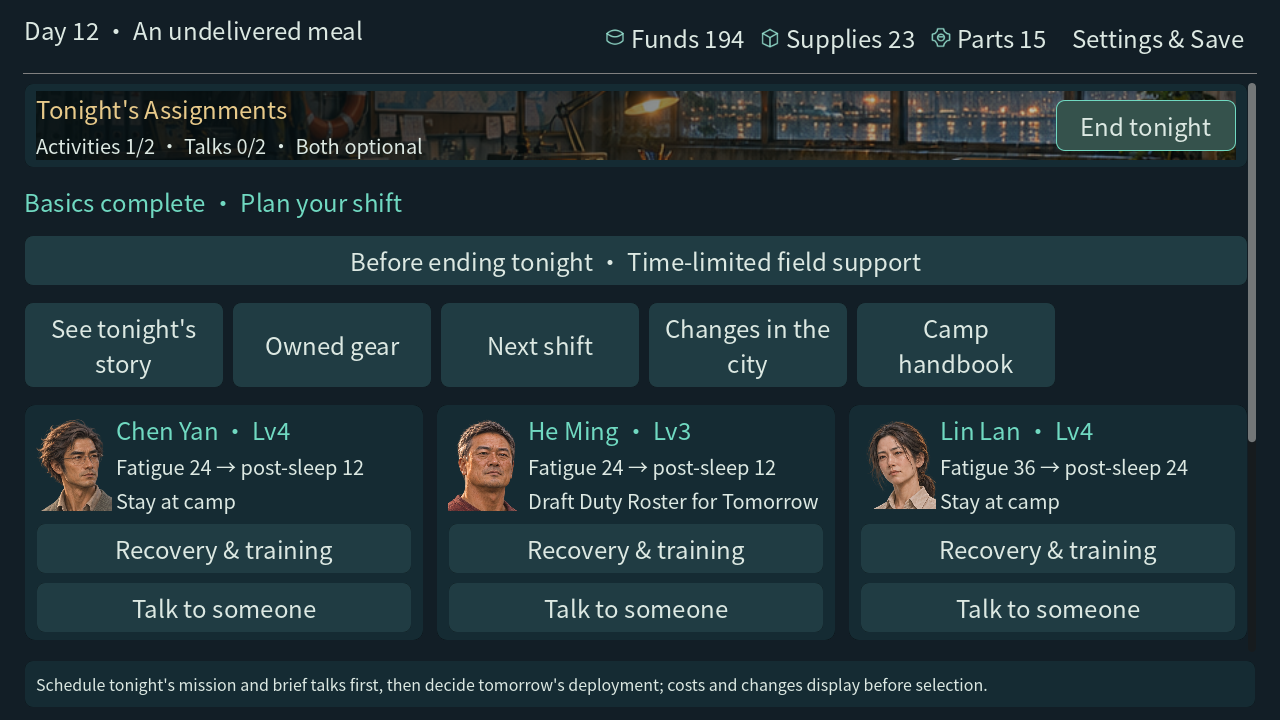 Day 12 • An undelivered meal
Funds 194
Supplies 23
Parts 15
Settings & Save
Tonight's Assignments
Activities 1/2 • Talks 0/2 • Both optional
End tonight
Basics complete • Plan your shift
Before ending tonight • Time-limited field support
See tonight's
story
Owned gear
Next shift
Changes in the
city
Camp
handbook
Chen Yan • Lv4
Fatigue 24 → post-sleep 12
Stay at camp
Recovery & training
Talk to someone
He Ming • Lv3
Fatigue 24 → post-sleep 12
Draft Duty Roster for Tomorrow
Recovery & training
Talk to someone
Lin Lan • Lv4
Fatigue 36 → post-sleep 24
Stay at camp
Recovery & training
Talk to someone
Schedule tonight's mission and brief talks first, then decide tomorrow's deployment; costs and changes display before selection.